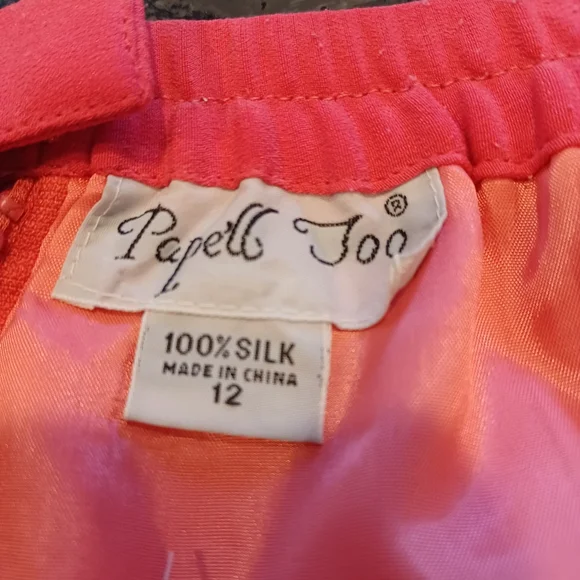 Papell Too®
100% SILK
MADE IN CHINA
12